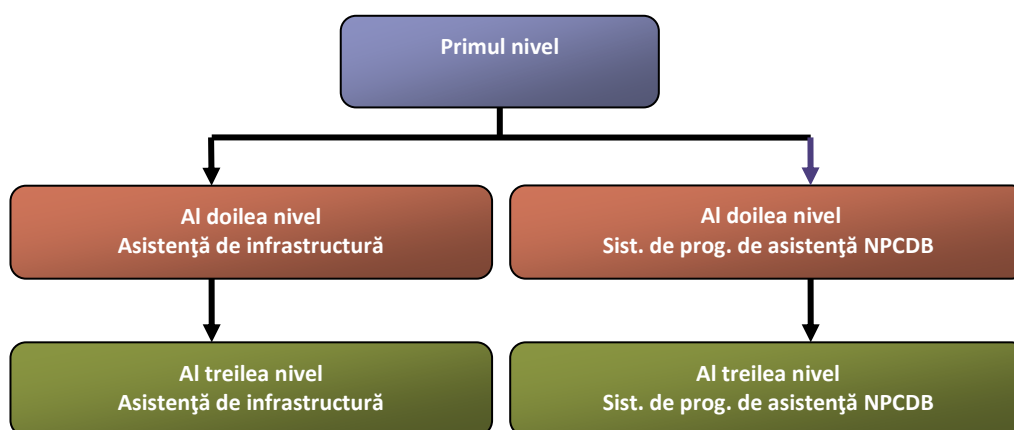 Primul nivel
Al doilea nivel
Asistenţă de infrastructură
Al doilea nivel
Sist. de prog. de asistenţă NPCDB
Al treilea nivel
Asistenţă de infrastructură
Al treilea nivel
Sist. de prog. de asistenţă NPCDB